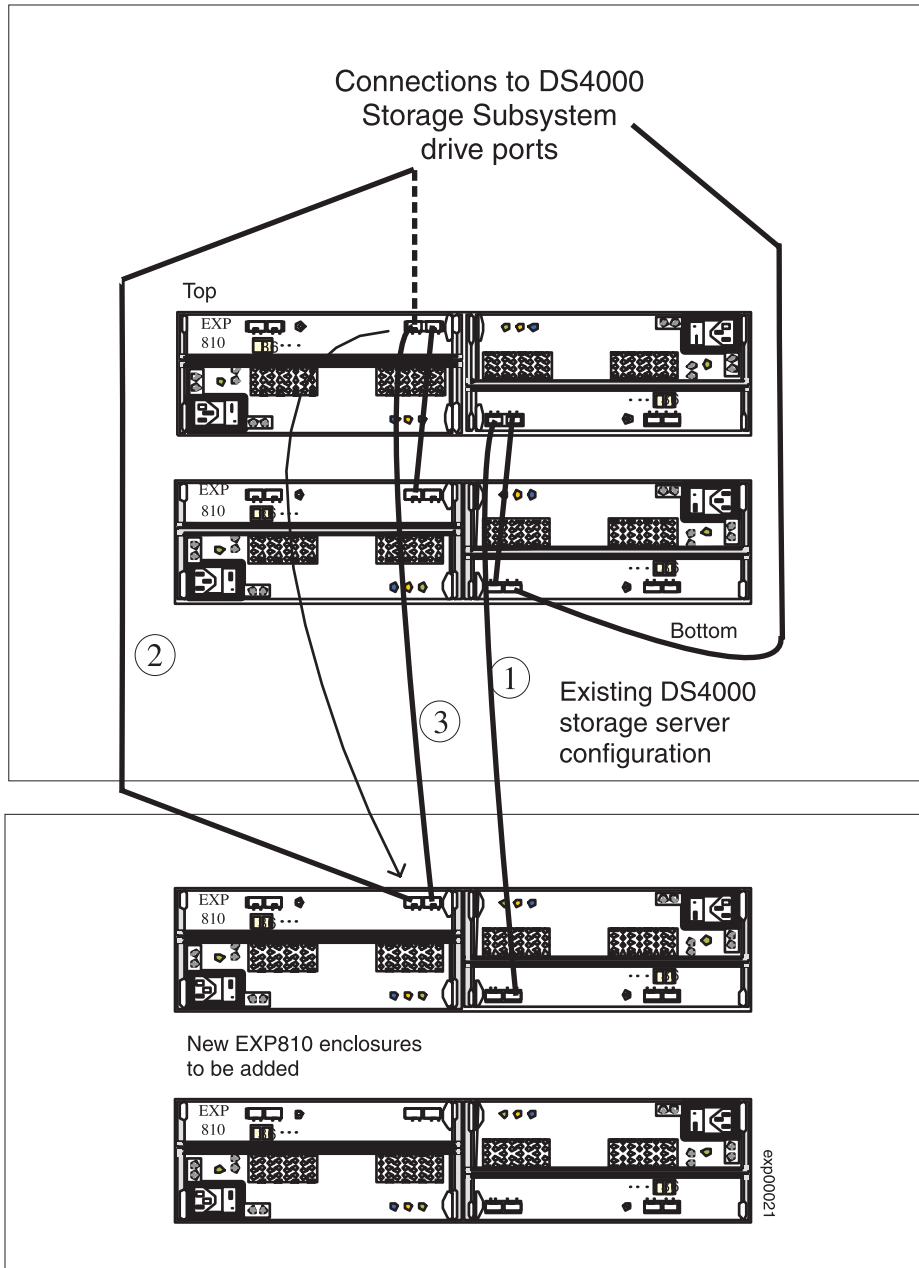 Connections to DS4000
Storage Subsystem
drive ports
Top
EXP
810
EXP
810
Bottom
2
1
3
Existing DS4000
storage server
configuration
EXP
810
New EXP810 enclosures
to be added
EXP
810
exp00021